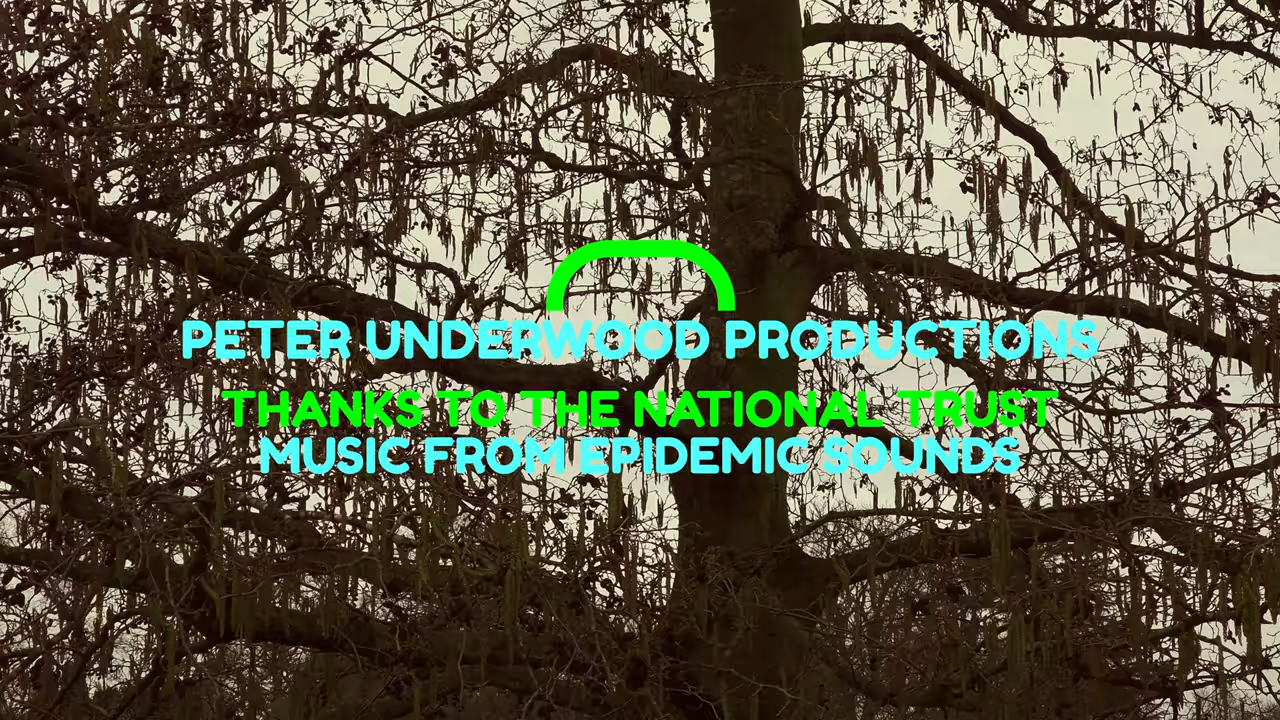 PETER UNDERWOOD PRODUCTIONS
THANKS TO THE NATIONAL TRUST
MUSIC FROM EPIDEMIC SOUNDS